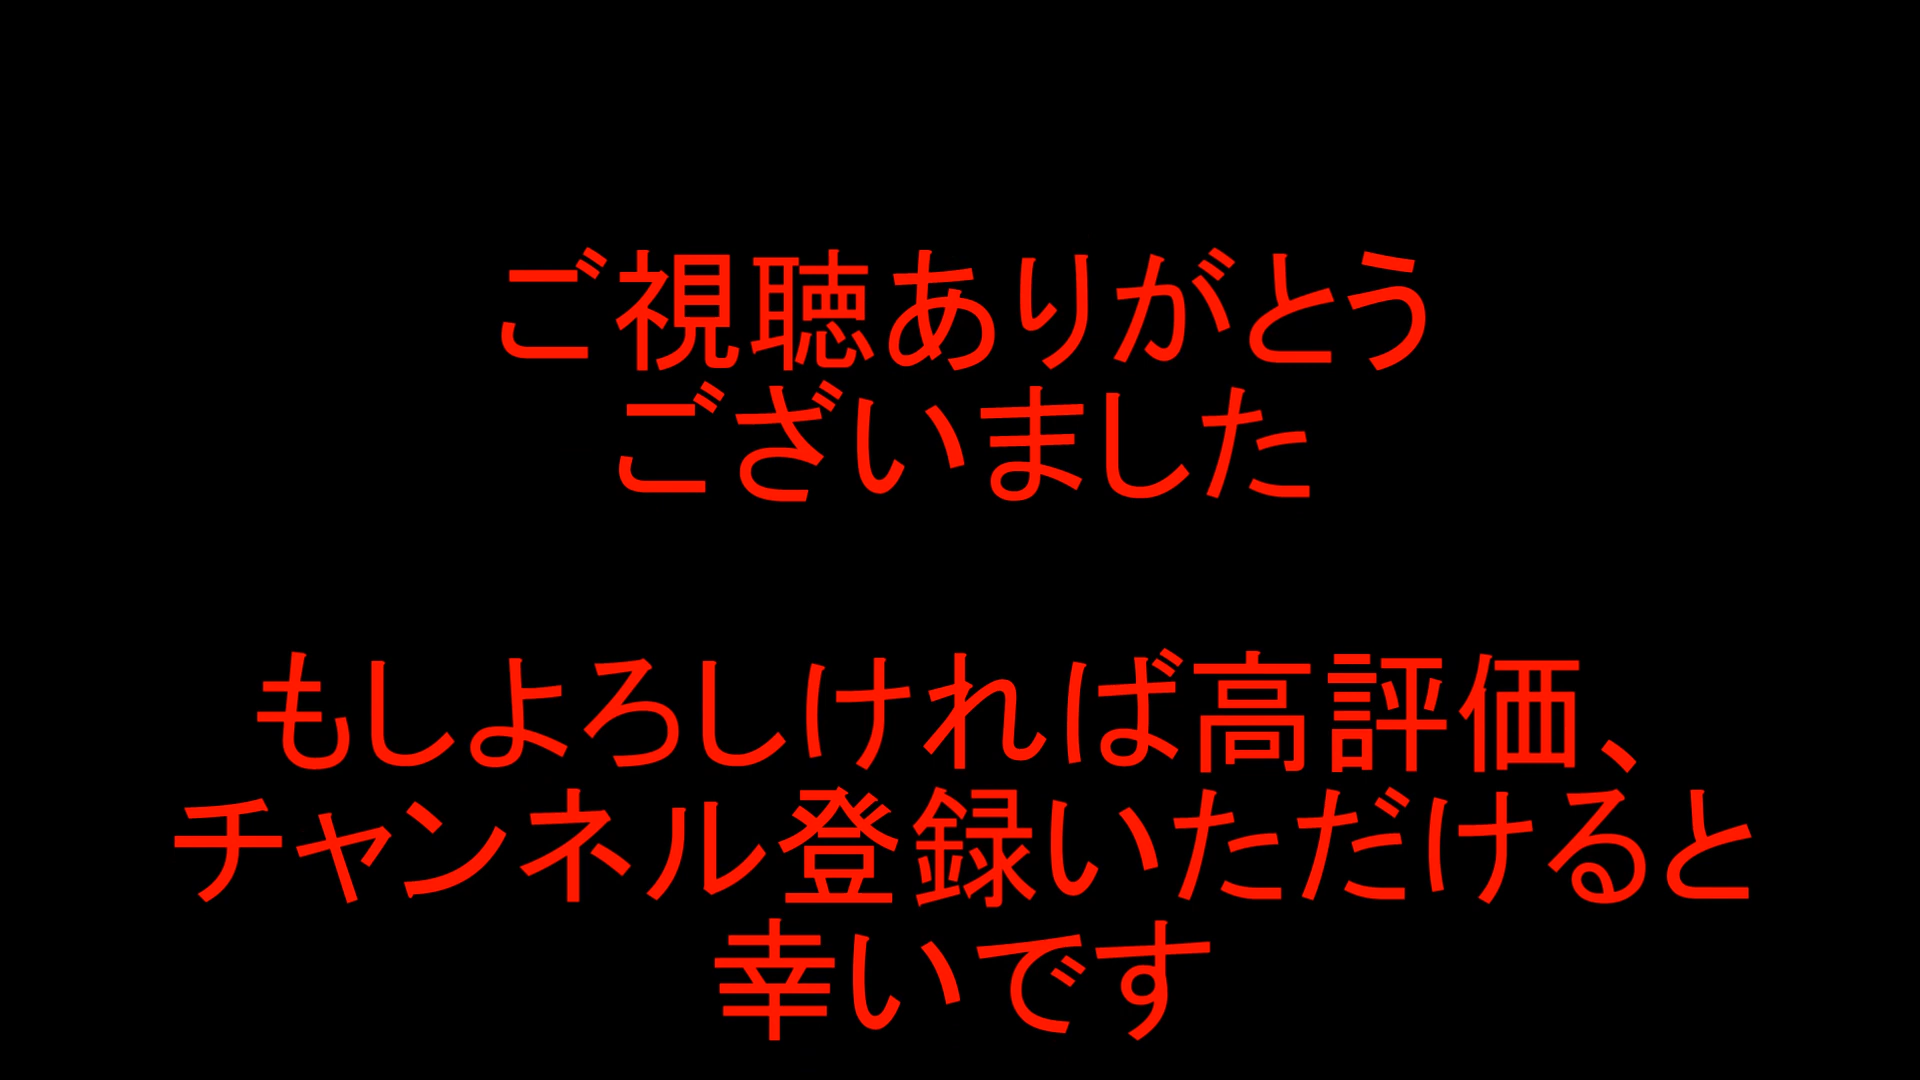 ご視聴ありがとう
ございました
もしよろしければ高評価、
チャンネル登録いただけると
幸いです